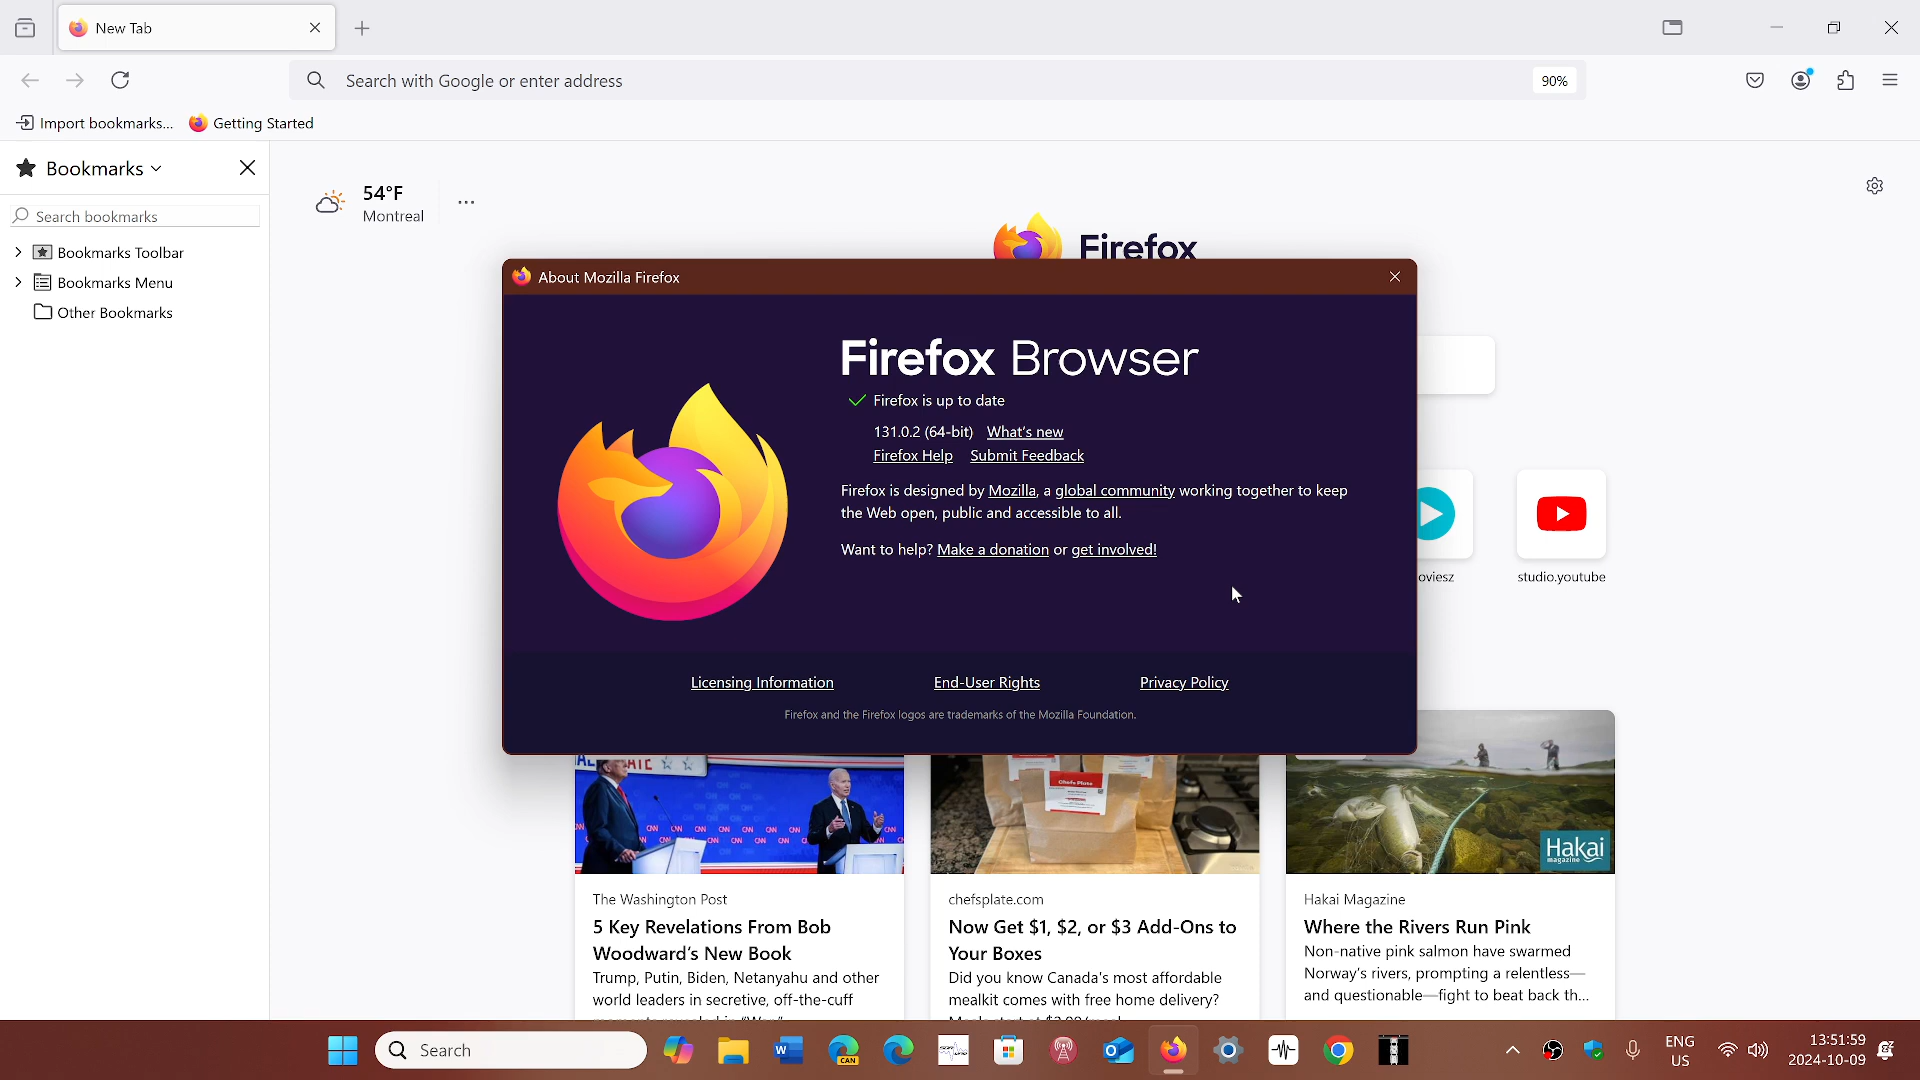 New Tab
Search with Google or enter address
90%
Import bookmarks...
Getting Started
Bookmarks
Search bookmarks
Bookmarks Toolbar
Bookmarks Menu
Other Bookmarks
54°F
Montreal
Firefox
About Mozilla Firefox
Firefox Browser
Firefox is up to date
131.0.2 (64-bit) What's new
Firefox Help Submit Feedback
Firefox is designed by Mozilla, a global community working together to keep
the Web open, public and accessible to all.
Want to help? Make a donation or get involved!
Licensing Information
End-User Rights
Privacy Policy
Firefox and the Firefox logos are trademarks of the Mozilla Foundation.
oviesz
studio.youtube
CNN CNN CNN CNN
Chefs Plate
Hakai
magazine
The Washington Post
5 Key Revelations From Bob
Woodward's New Book
Trump, Putin, Biden, Netanyahu and other
world leaders in secretive, off-the-cuff
chefsplate.com
Now Get $1, $2, or $3 Add-Ons to
Your Boxes
Did you know Canada's most affordable
mealkit comes with free home delivery?
Hakai Magazine
Where the Rivers Run Pink
Non-native pink salmon have swarmed
Norway's rivers, prompting a relentless—
and questionable—fight to beat back th...
Search
CAN
ENG
US
13:51:59
2024-10-09